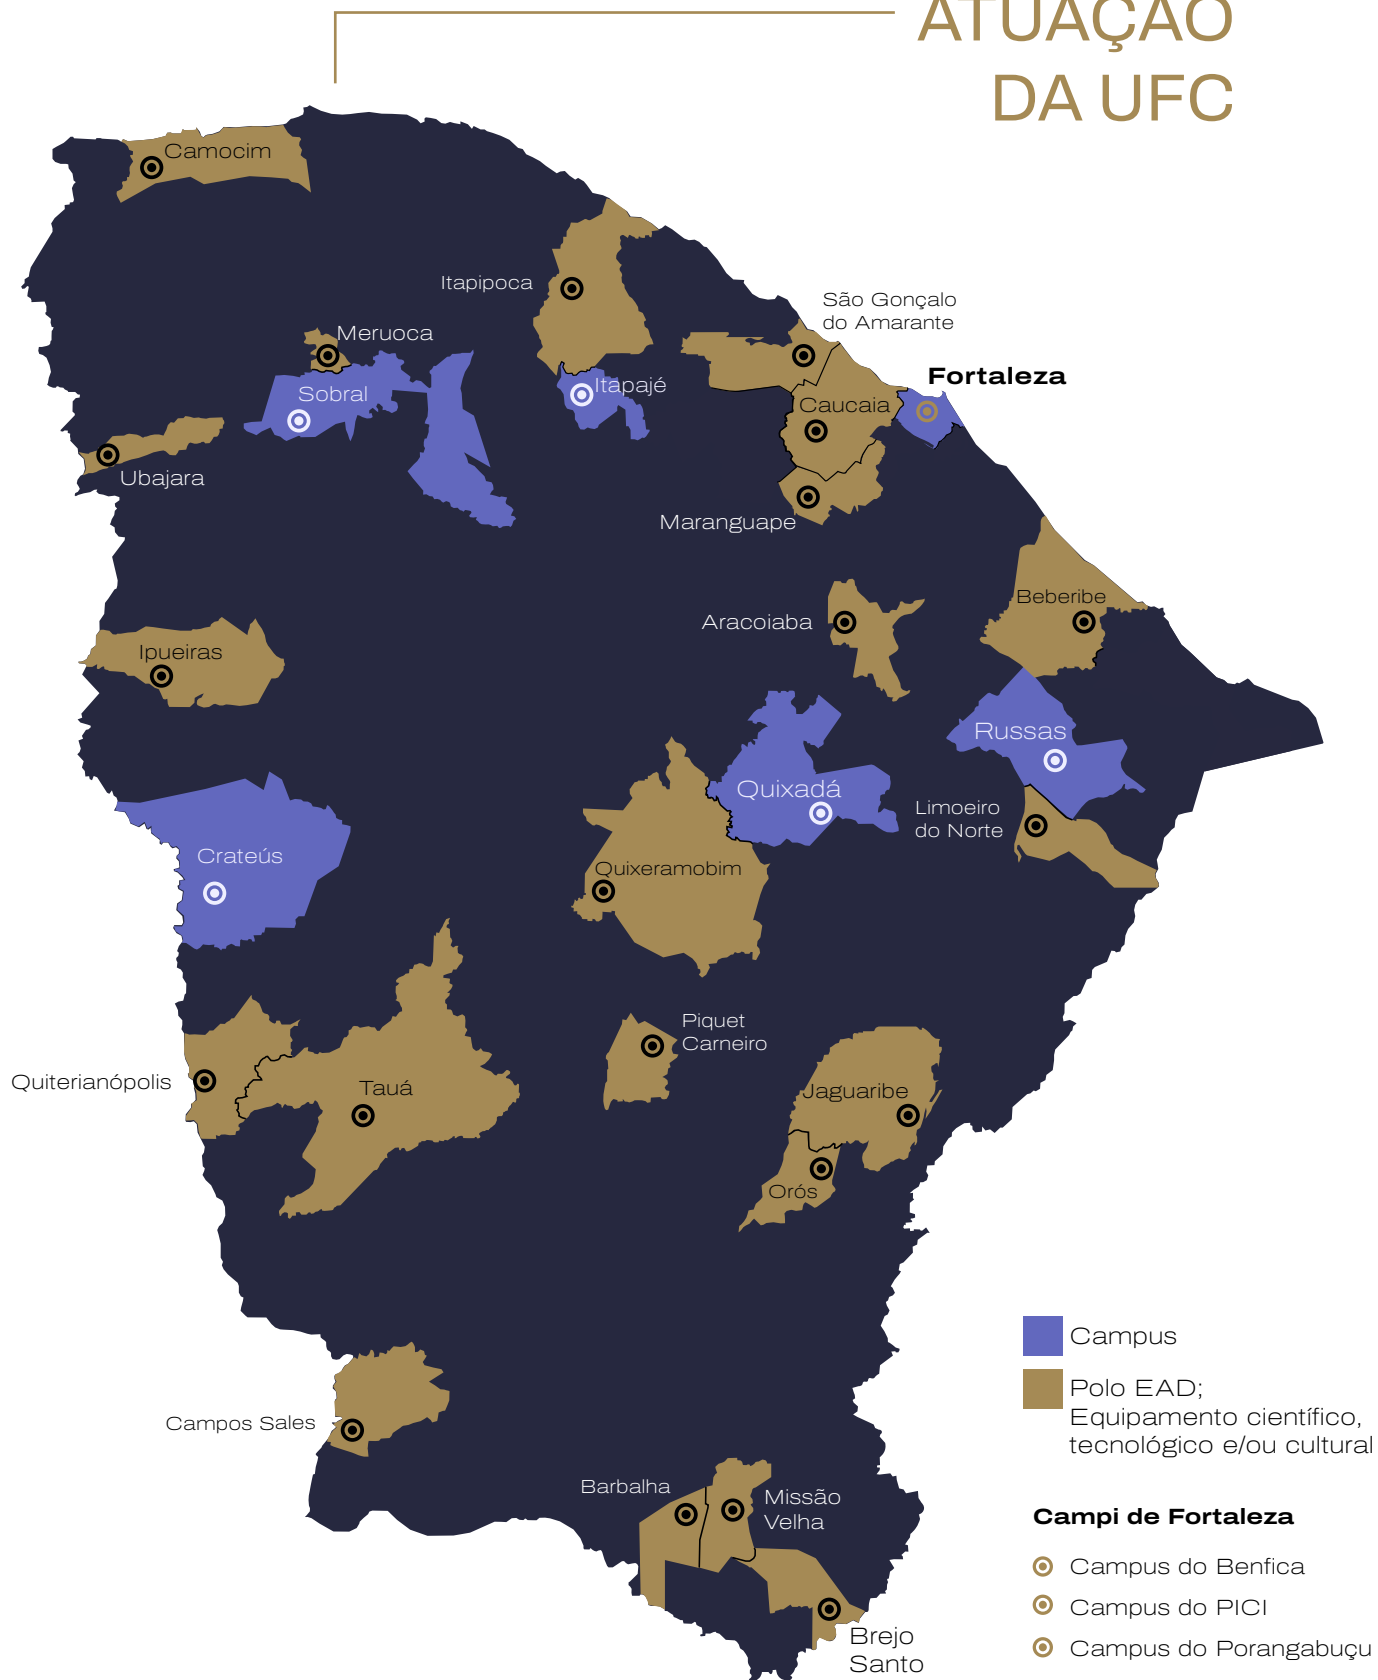 ATUAÇÃO
DA UFC
Camocim
Itapipoca
São Gonçalo
do Amarante
Meruoca
Fortaleza
Sobral
Itapajé
Caucaia
Ubajara
Maranguape
Beberibe
Aracoiaba
Ipueiras
Russas
Quixadá
Limoeiro
do Norte
Crateús
Quixeramobim
Piquet
Carneiro
Quiterianópolis
Tauá
Jaguaribe
Orós
Campus
Polo EAD;
Equipamento científico,
tecnológico e/ou cultural
Campos Sales
Barbalha
Missão
Velha
Campi de Fortaleza
Campus do Benfica
Campus do PICI
Campus do Porangabuçu
Brejo
Santo